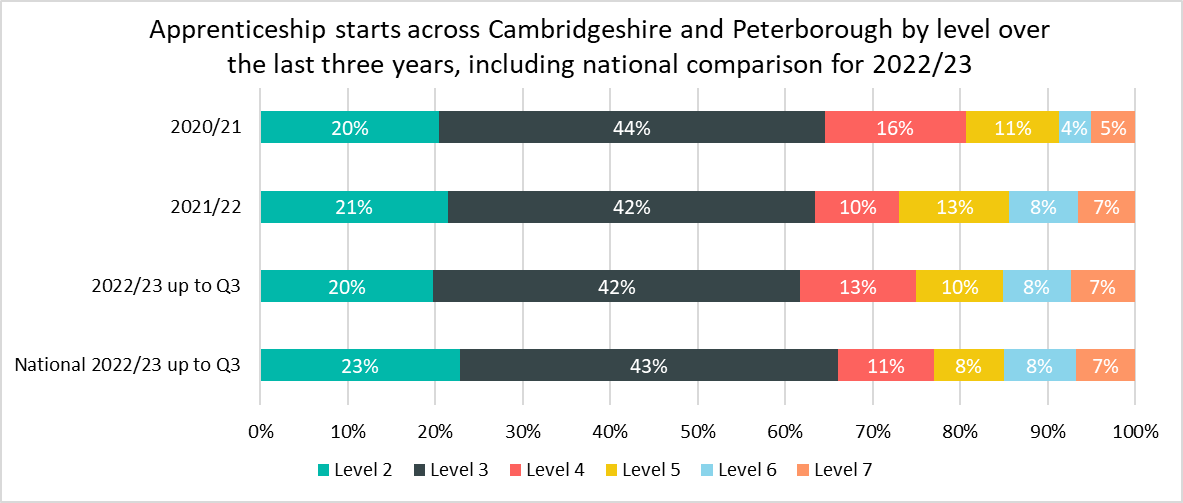 Apprenticeship starts across Cambridgeshire and Peterborough by level over
the last three years, including national comparison for 2022/23
2020/21 20% 44% 16% 11% 4% 5%
2021/22 21% 42% 10% 13% 8% 7%
2022/23 up to Q3 20% 42% 13% 10% 8% 7%
National 2022/23 up to Q3 23% 43% 11% 8% 8% 7%
0% 10% 20% 30% 40% 50% 60% 70% 80% 90% 100%
Level 2 Level 3 Level 4 Level 5 Level 6 Level 7